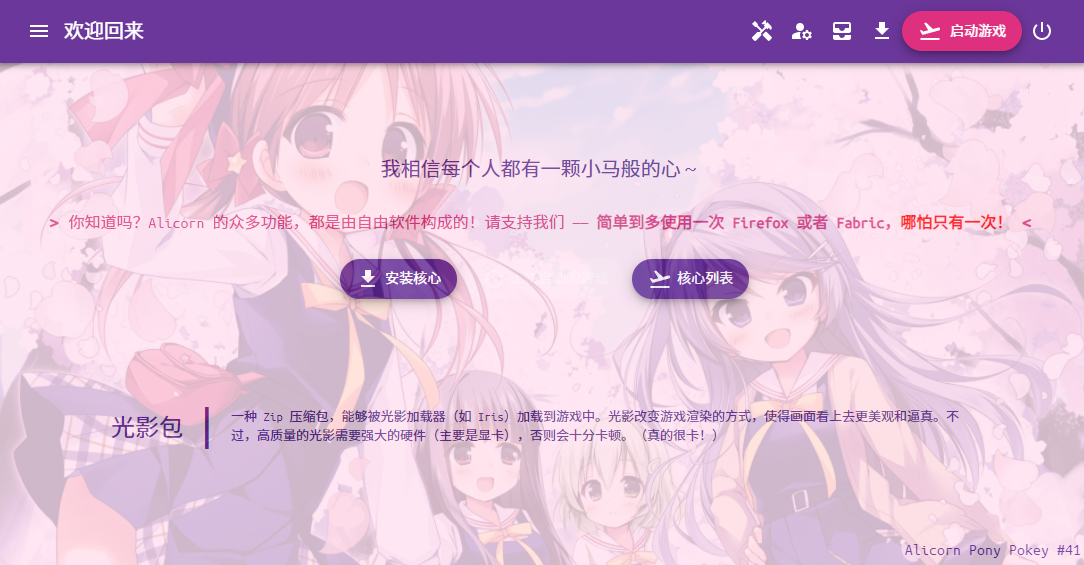 欢迎回来
启动游戏
我相信每个人都有一颗小马般的心～
> 你知道吗？Alicorn 的众多功能，都是由自由软件构成的！请支持我们 —— 简单到多使用一次 Firefox 或者 Fabric，哪怕只有一次！ <
安装核心
核心列表
光影包
一种 Zip 压缩包，能够被光影加载器（如 Iris）加载到游戏中。光影改变游戏渲染的方式，使得画面看上去更美观和逼真。不
过，高质量的光影需要强大的硬件（主要是显卡），否则会十分卡顿。（真的很卡！）
Alicorn Pony Pokey #41